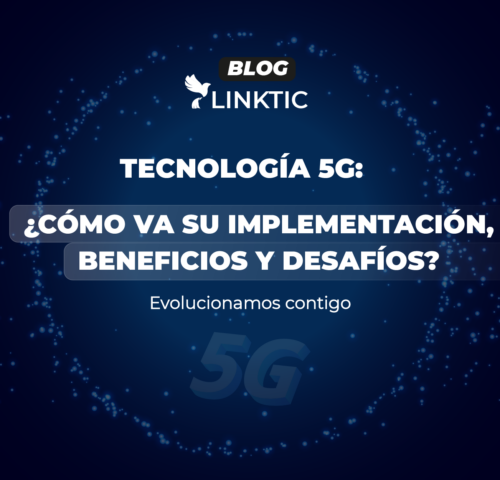 BLOG
LINKTIC
TECNOLOGÍA 5G:
¿CÓMO VA SU IMPLEMENTACIÓN,
BENEFICIOS Y DESAFÍOS?
Evolucionamos contigo
5G